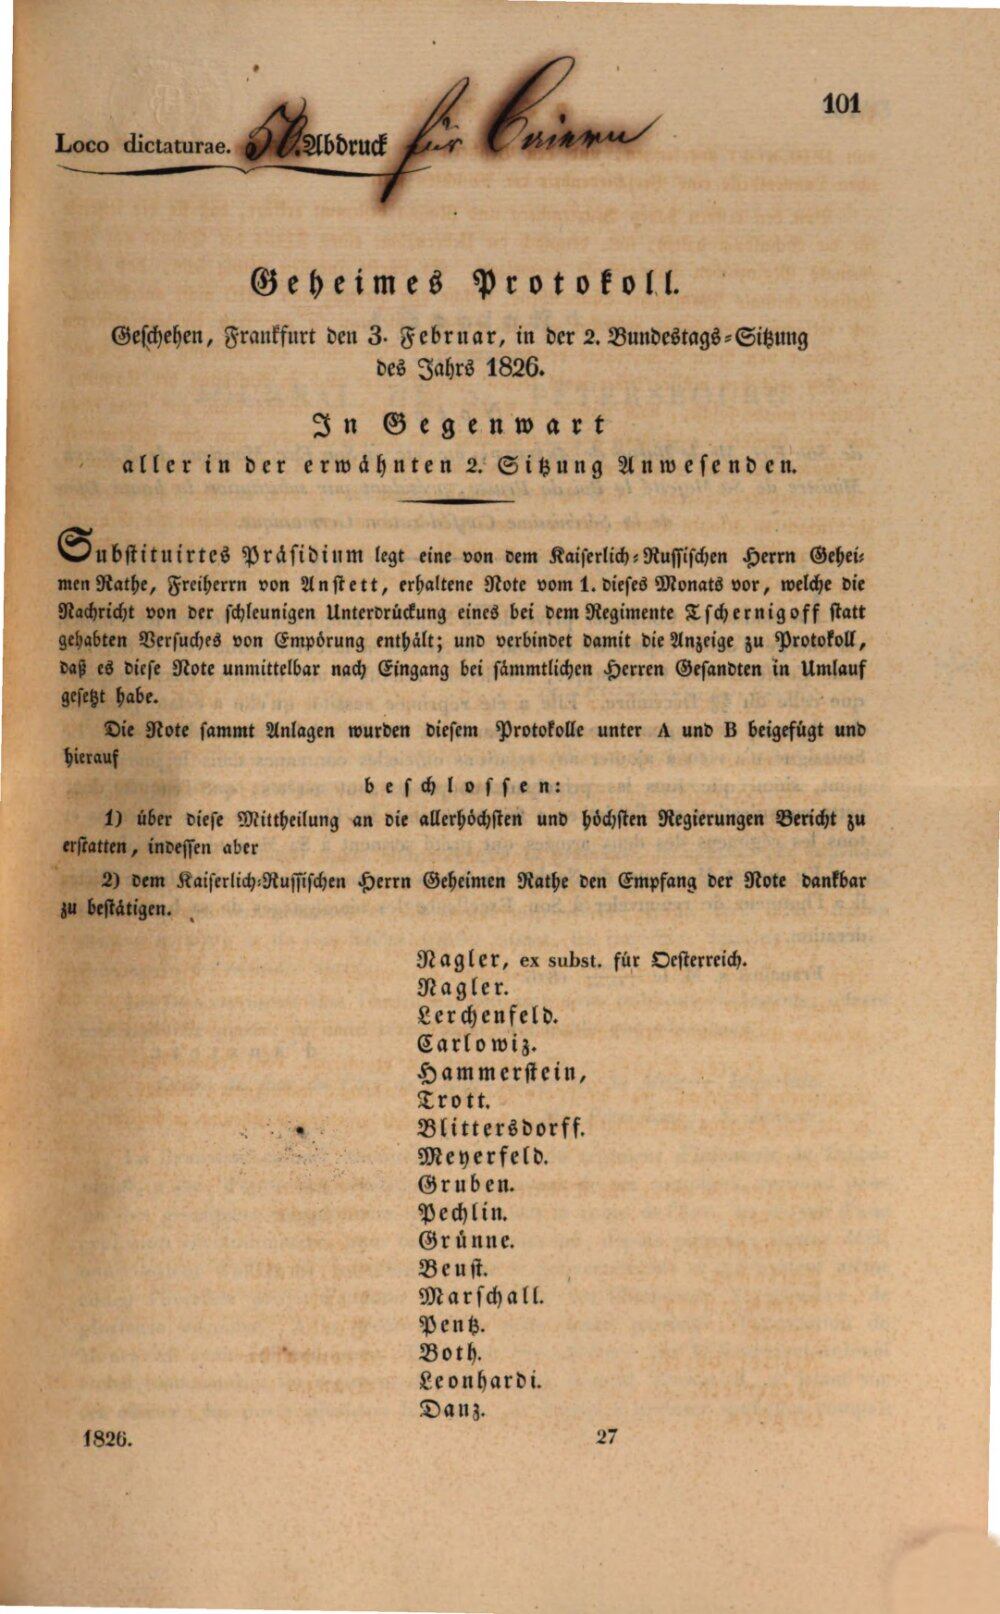 101
Loco dictaturae. 50. Abdruck für Baiern
Geheimes Protokoll.
Geschehen, Frankfurt den 3. Februar, in der 2. Bundestags-Sitzung
des Jahrs 1826.
In Gegenwart
aller in der erwähnten 2. Sitzung Anwesenden.
Substituirtes Präsidium legt eine von dem Kaiserlich-Russischen Herrn Gehei-
men Rathe, Freiherrn von Anstett, erhaltene Note vom 1. dieses Monats vor, welche die
Nachricht von der schleunigen Unterdrückung eines bei dem Regimente Tschernigoff statt
gehabten Versuches von Empörung enthält; und verbindet damit die Anzeige zu Protokoll,
daß es diese Note unmittelbar nach Eingang bei sämmtlichen Herren Gesandten in Umlauf
gesetzt habe.
Die Note sammt Anlagen wurden diesem Protokolle unter A und B beigefügt und
hierauf
beschlossen:
1) über diese Mittheilung an die allerhöchsten und höchsten Regierungen Bericht zu
erstatten, indessen aber
2) dem Kaiserlich-Russischen Herrn Geheimen Rathe den Empfang der Note dankbar
zu bestätigen.
Nagler, ex subst. für Oesterreich.
Nagler.
Lerchenfeld.
Carlowiz.
Hammerstein,
Trott.
Blittersdorff.
Meyerfeld.
Gruben.
Pechlin.
Grünne.
Beust.
Marschall.
Pentz.
Both.
Leonhardi.
Danz.
1826. 27